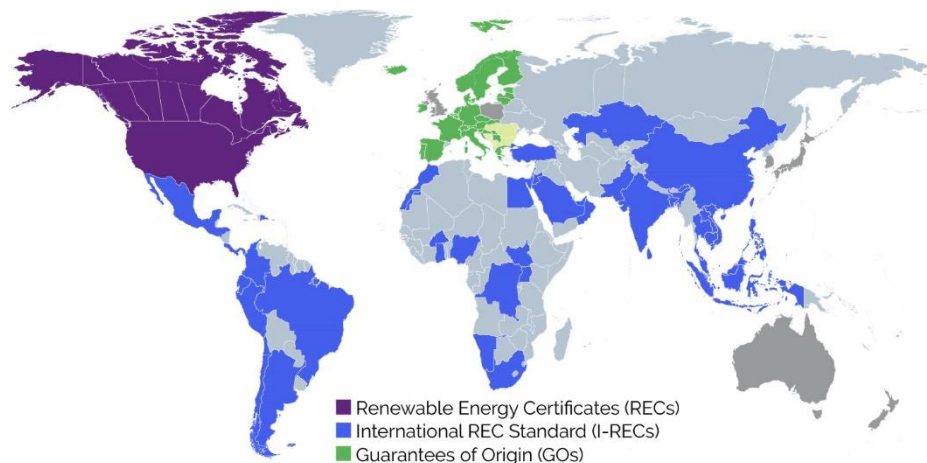 Renewable Energy Certificates (RECs)
International REC Standard (I-RECs)
Guarantees of Origin (GOs)